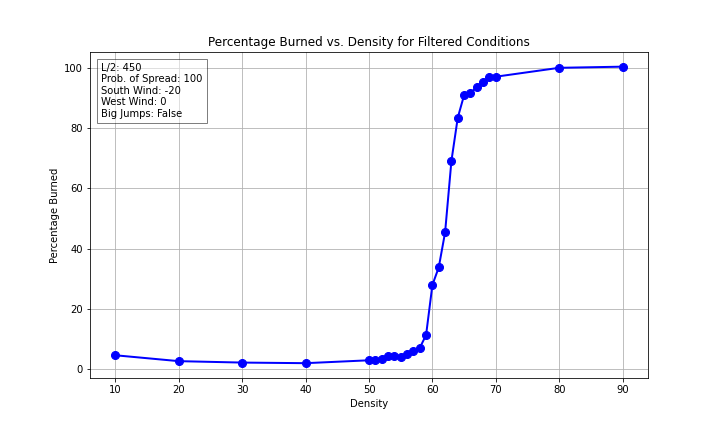 Percentage Burned vs. Density for Filtered Conditions
L/2: 450
Prob. of Spread: 100
South Wind: -20
West Wind: 0
Big Jumps: False
Percentage Burned
100
80
60
40
20
0
10 20 30 40 50 60 70 80 90
Density